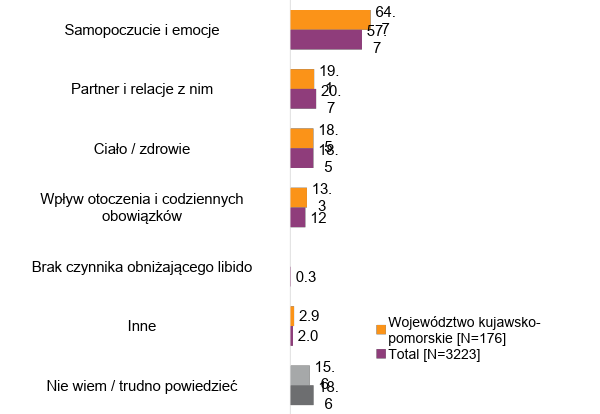 Samopoczucie i emocje
64.
7
57.
7
Partner i relacje z nim
19.
1
20.
7
Ciało / zdrowie
18.
5
18.
5
Wpływ otoczenia i codziennych
obowiązków
13.
3
12
Brak czynnika obniżającego libido
0.3
Inne
2.9
2.0
Województwo kujawsko-
pomorskie [N=176]
Total [N=3223]
Nie wiem / trudno powiedzieć
15.
6
18.
6